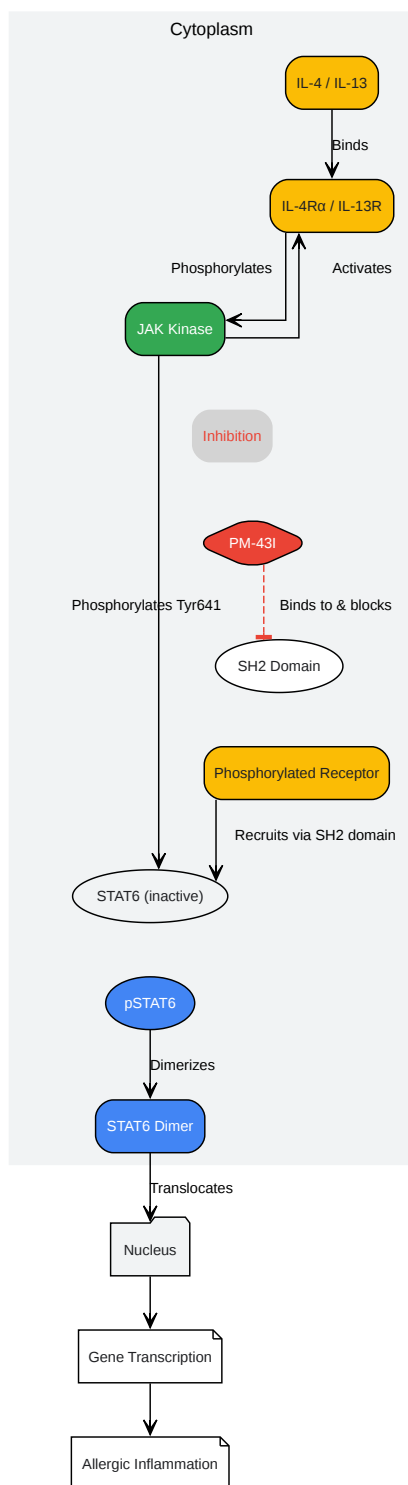 Cytoplasm
IL-4 / IL-13
Binds
IL-4Rα / IL-13R
Phosphorylates
Activates
JAK Kinase
Inhibition
PM-43I
Phosphorylates Tyr641
Binds to & blocks
SH2 Domain
Phosphorylated Receptor
Recruits via SH2 domain
STAT6 (inactive)
pSTAT6
Dimerizes
STAT6 Dimer
Translocates
Nucleus
Gene Transcription
Allergic Inflammation